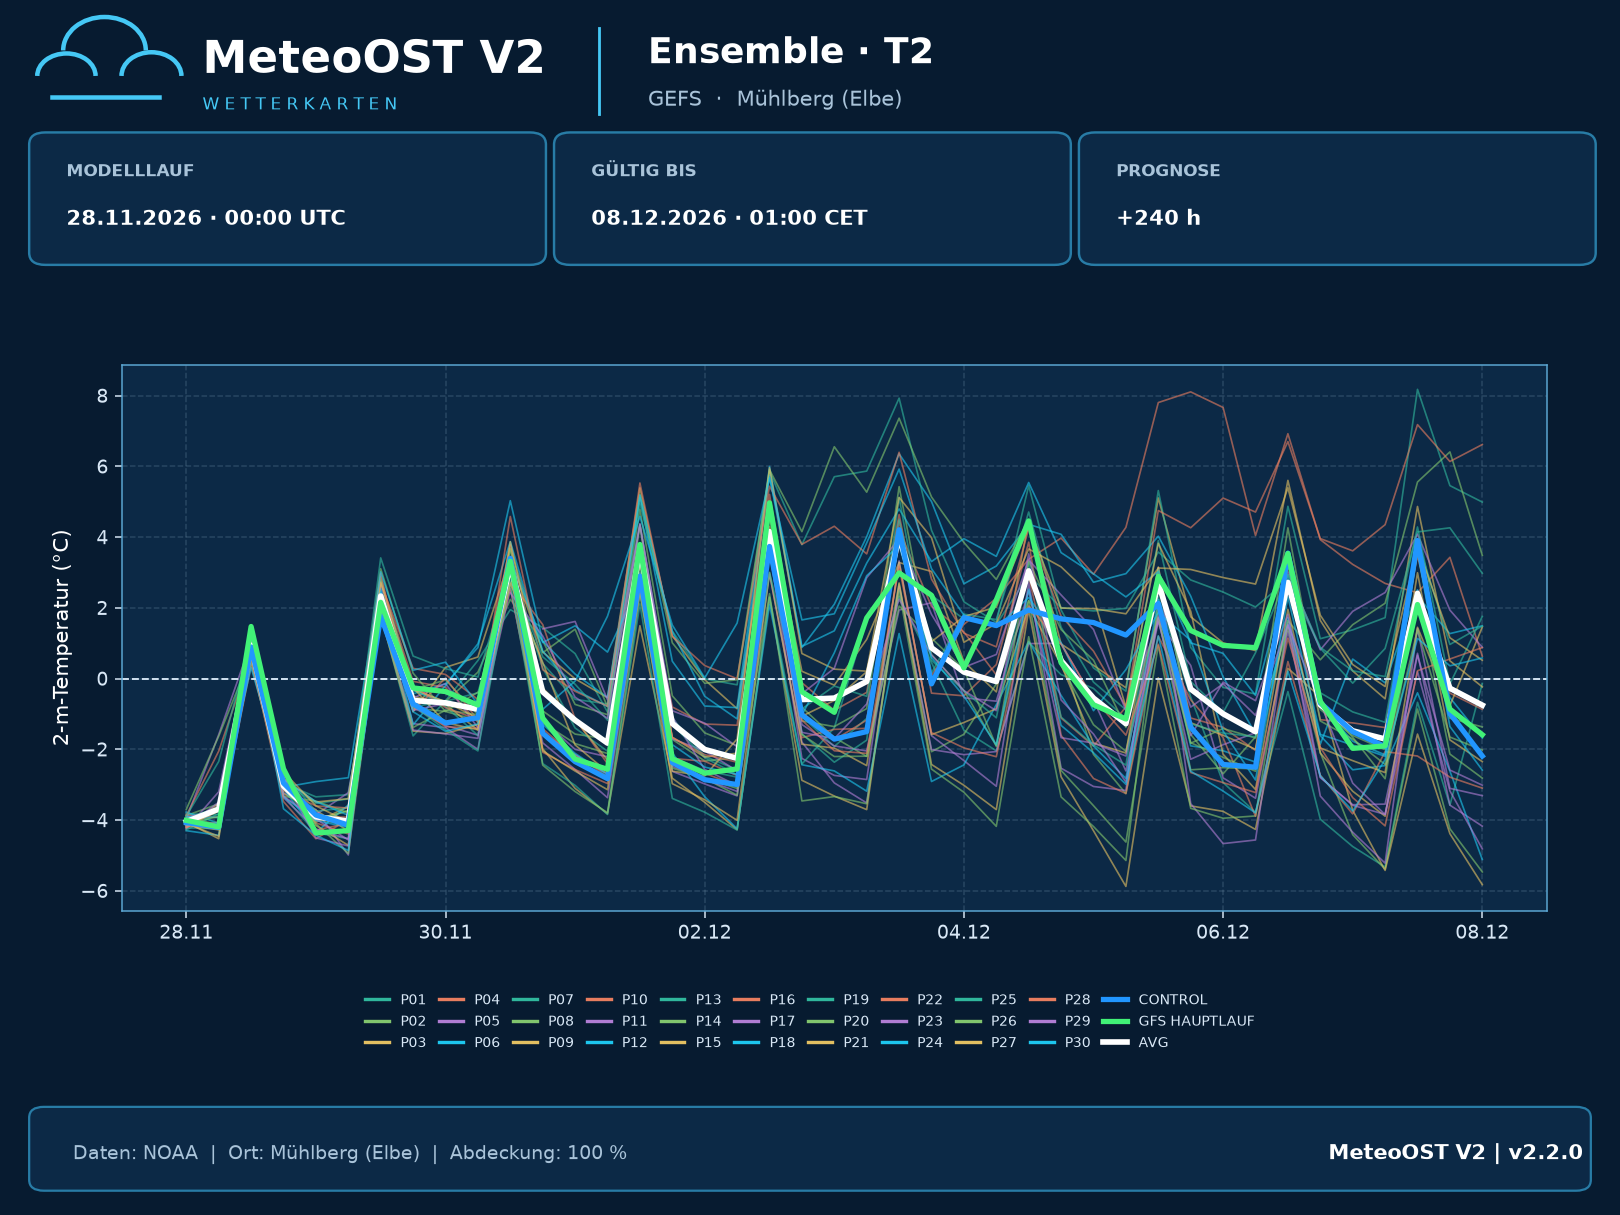 MeteoOST V2
WETTERKARTEN
Ensemble · T2
GEFS · Mühlberg (Elbe)
MODELLLAUF
28.11.2026 · 00:00 UTC
GÜLTIG BIS
08.12.2026 · 01:00 CET
PROGNOSE
+240 h
2-m-Temperatur (°C)
8
6
4
2
0
−2
−4
−6
28.11 30.11 02.12 04.12 06.12 08.12
P01 P04 P07 P10 P13 P16 P19 P22 P25 P28 CONTROL
P02 P05 P08 P11 P14 P17 P20 P23 P26 P29 GFS HAUPTLAUF
P03 P06 P09 P12 P15 P18 P21 P24 P27 P30 AVG
Daten: NOAA | Ort: Mühlberg (Elbe) | Abdeckung: 100 %
MeteoOST V2 | v2.2.0